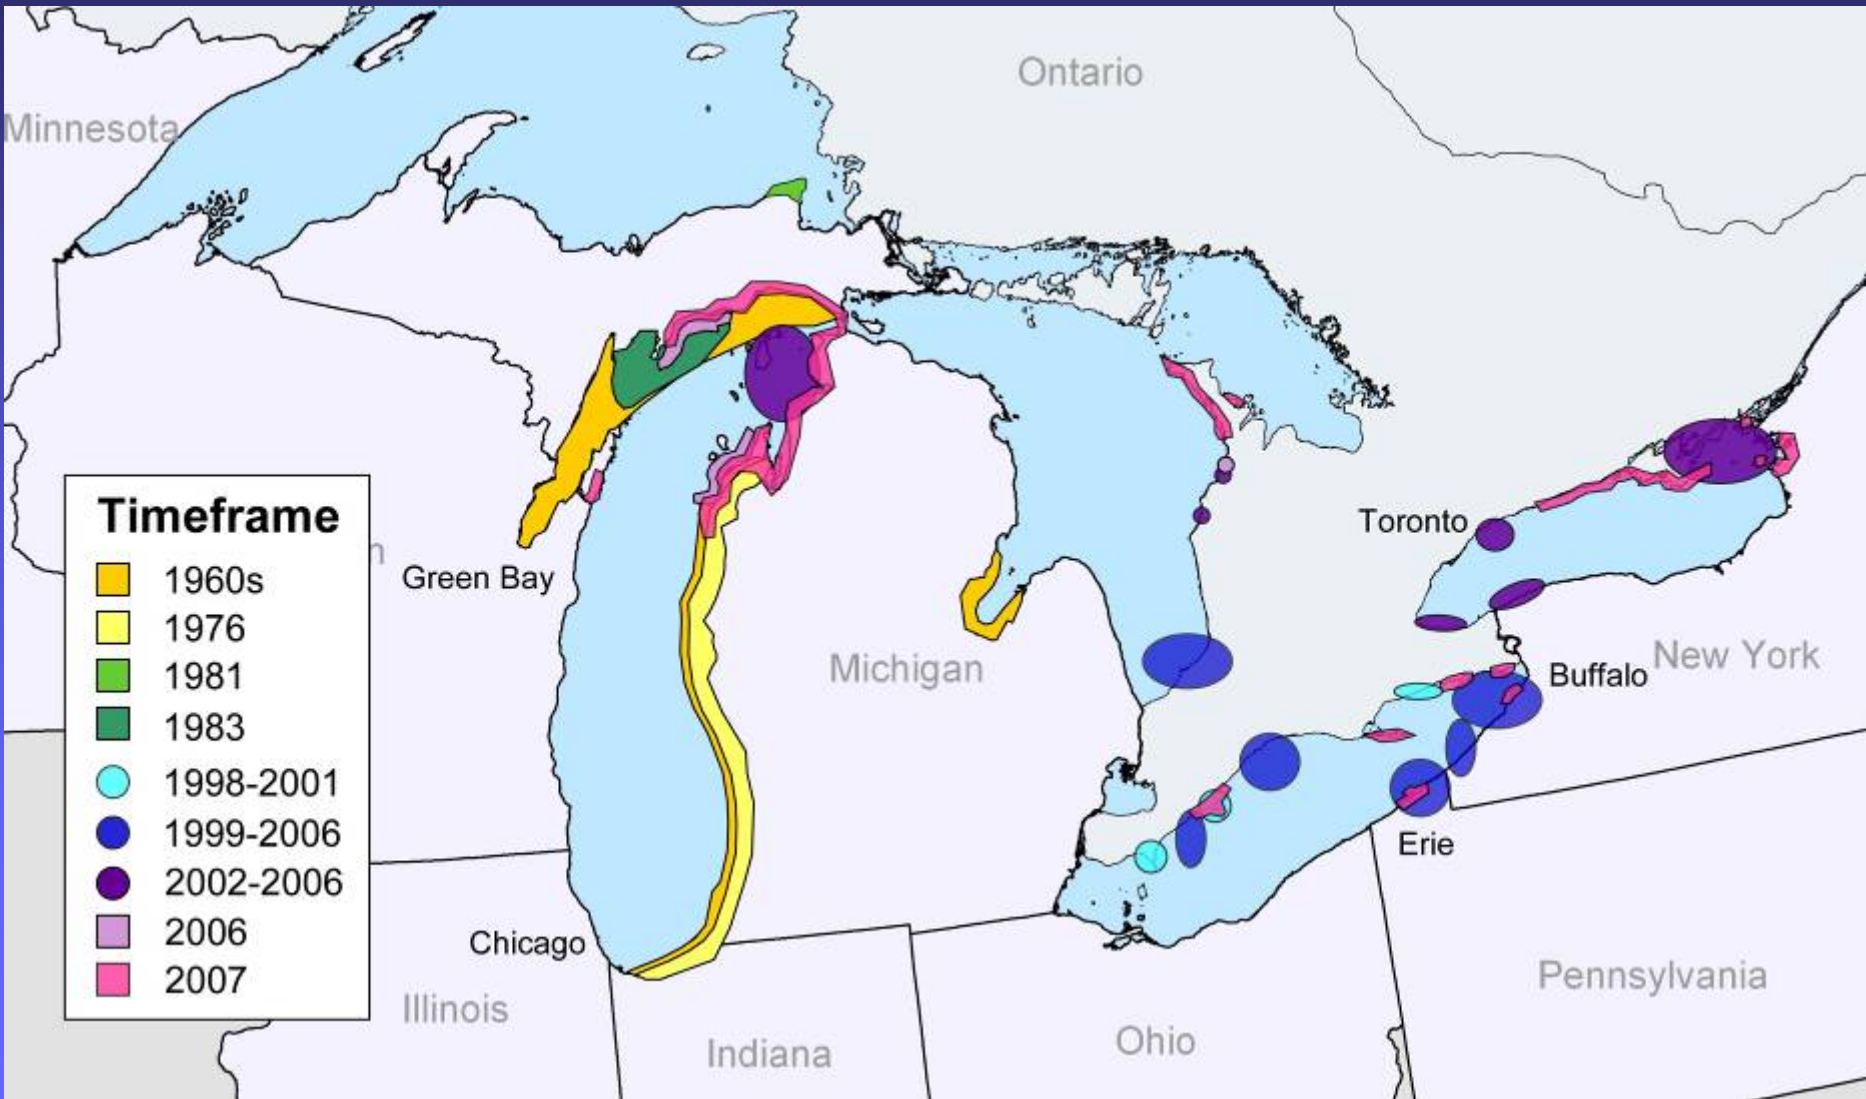 Ontario
Minnesota
Toronto
Green Bay
n
Michigan
New York
Buffalo
Erie
Chicago
Illinois
Indiana
Ohio
Pennsylvania
Timeframe
1960s
1976
1981
1983
1998-2001
1999-2006
2002-2006
2006
2007